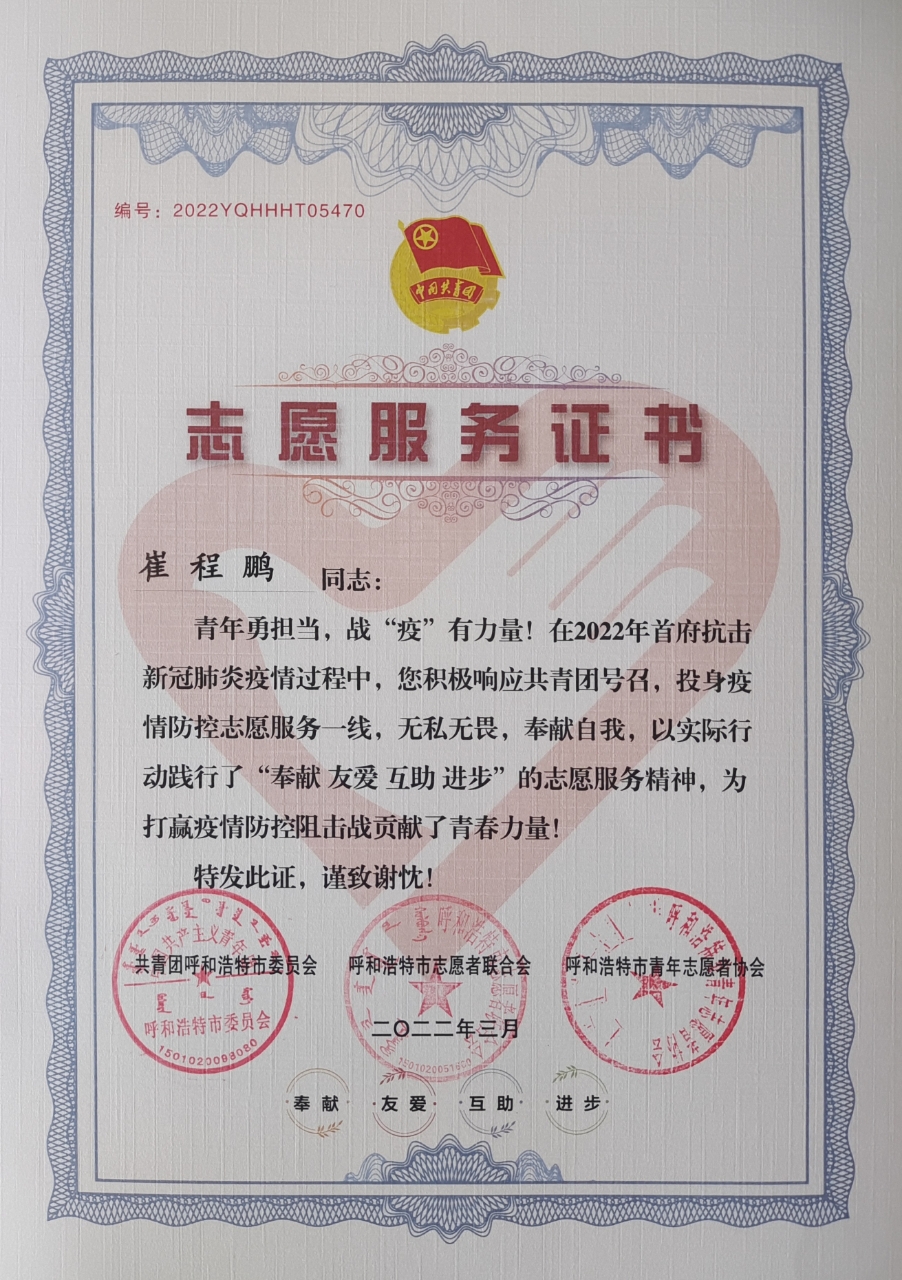 编号：2022YQHHHT05470
中国共青团
志愿服务证书
崔程鹏 同志：
青年勇担当，战“疫”有力量！在2022年首府抗击
新冠肺炎疫情过程中，您积极响应共青团号召，投身疫
情防控志愿服务一线，无私无畏，奉献自我，以实际行
动践行了“奉献 友爱 互助 进步”的志愿服务精神，为
打赢疫情防控阻击战贡献了青春力量！
特发此证，谨致谢忱！
共青团呼和浩特市委员会 呼和浩特市志愿者联合会 呼和浩特市青年志愿者协会
呼和浩特市委员会
1501020098080
二〇二二年三月
奉献 友爱 互助 进步